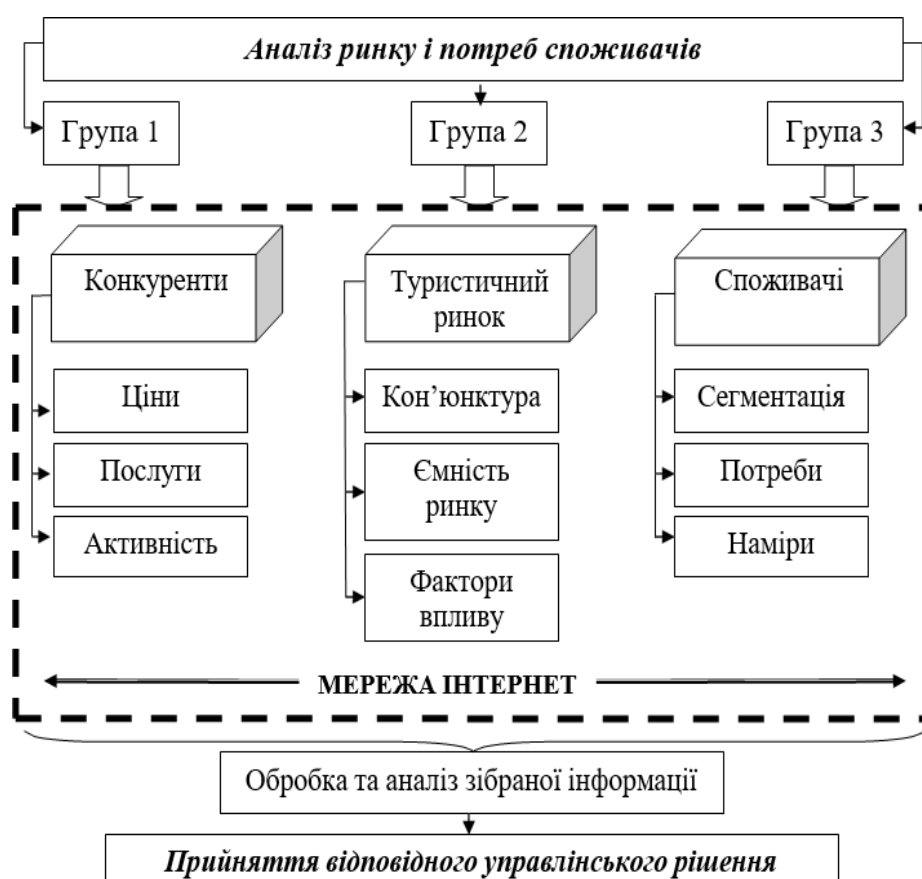 Аналіз ринку і потреб споживачів
Група 1
Група 2
Група 3
Конкуренти
Ціни
Послуги
Активність
Туристичний
ринок
Кон’юнктура
Ємність
ринку
Фактори
впливу
Споживачі
Сегментація
Потреби
Наміри
МЕРЕЖА ІНТЕРНЕТ
Обробка та аналіз зібраної інформації
Прийняття відповідного управлінського рішення